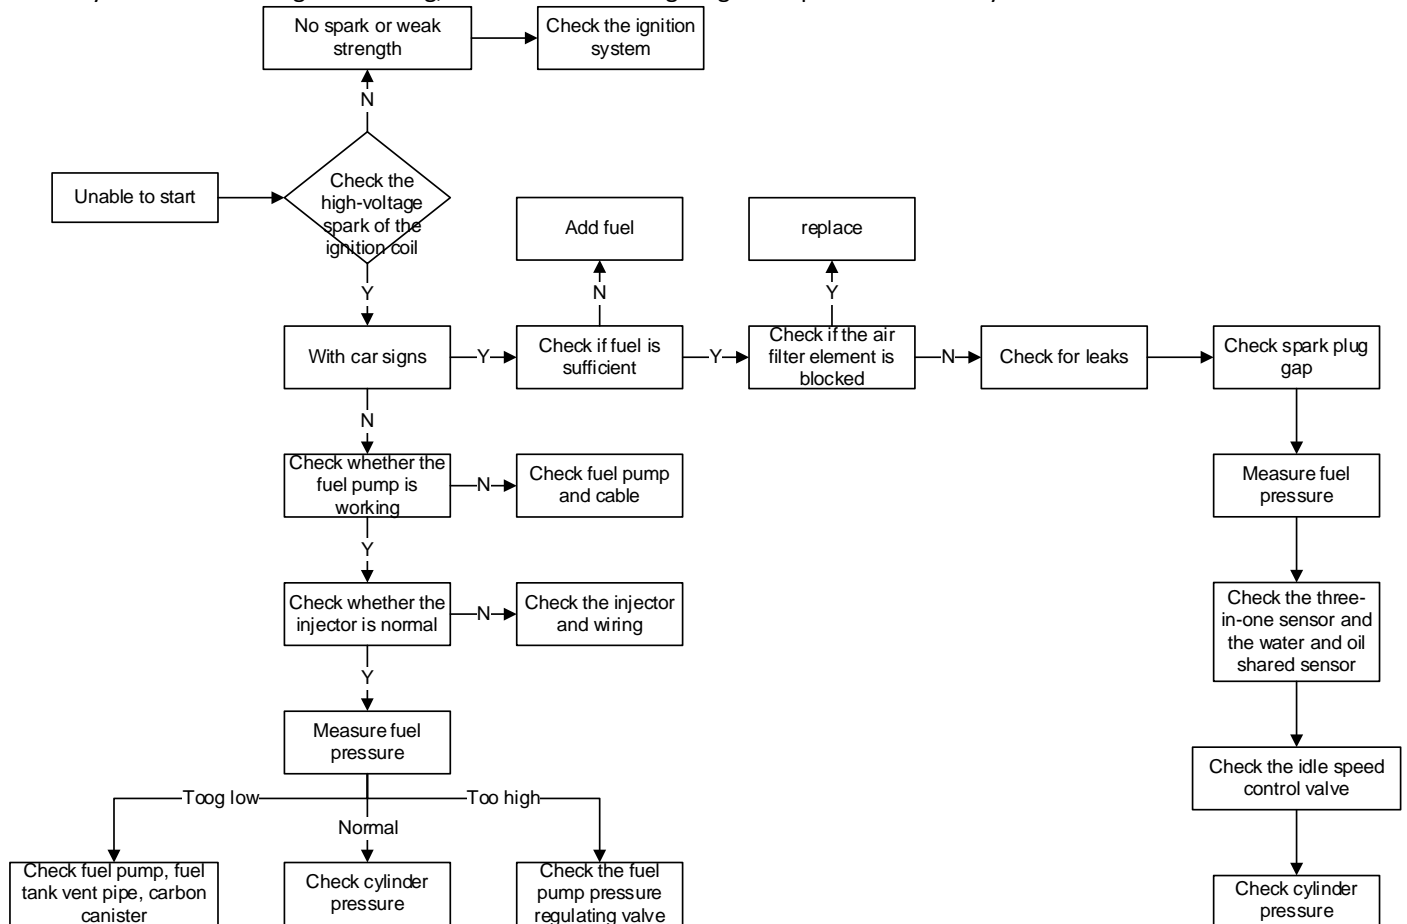 No spark or weak
strength
Check the ignition
system
N
Unable to start
Check the
high-voltage
spark of the
ignition coil
Add fuel
replace
Y
N
Y
With car signs
Y
Check if fuel is
sufficient
Y
Check if the air
filter element is
blocked
N
Check for leaks
Check spark plug
gap
N
Check whether the
fuel pump is
working
N
Check fuel pump
and cable
Measure fuel
pressure
Y
Check whether the
injector is normal
N
Check the injector
and wiring
Check the three-
in-one sensor and
the water and oil
shared sensor
Y
Measure fuel
pressure
Check the idle speed
control valve
Toog low
Too high
Normal
Check fuel pump, fuel
tank vent pipe, carbon
canister
Check cylinder
pressure
Check the fuel
pump pressure
regulating valve
Check cylinder
pressure